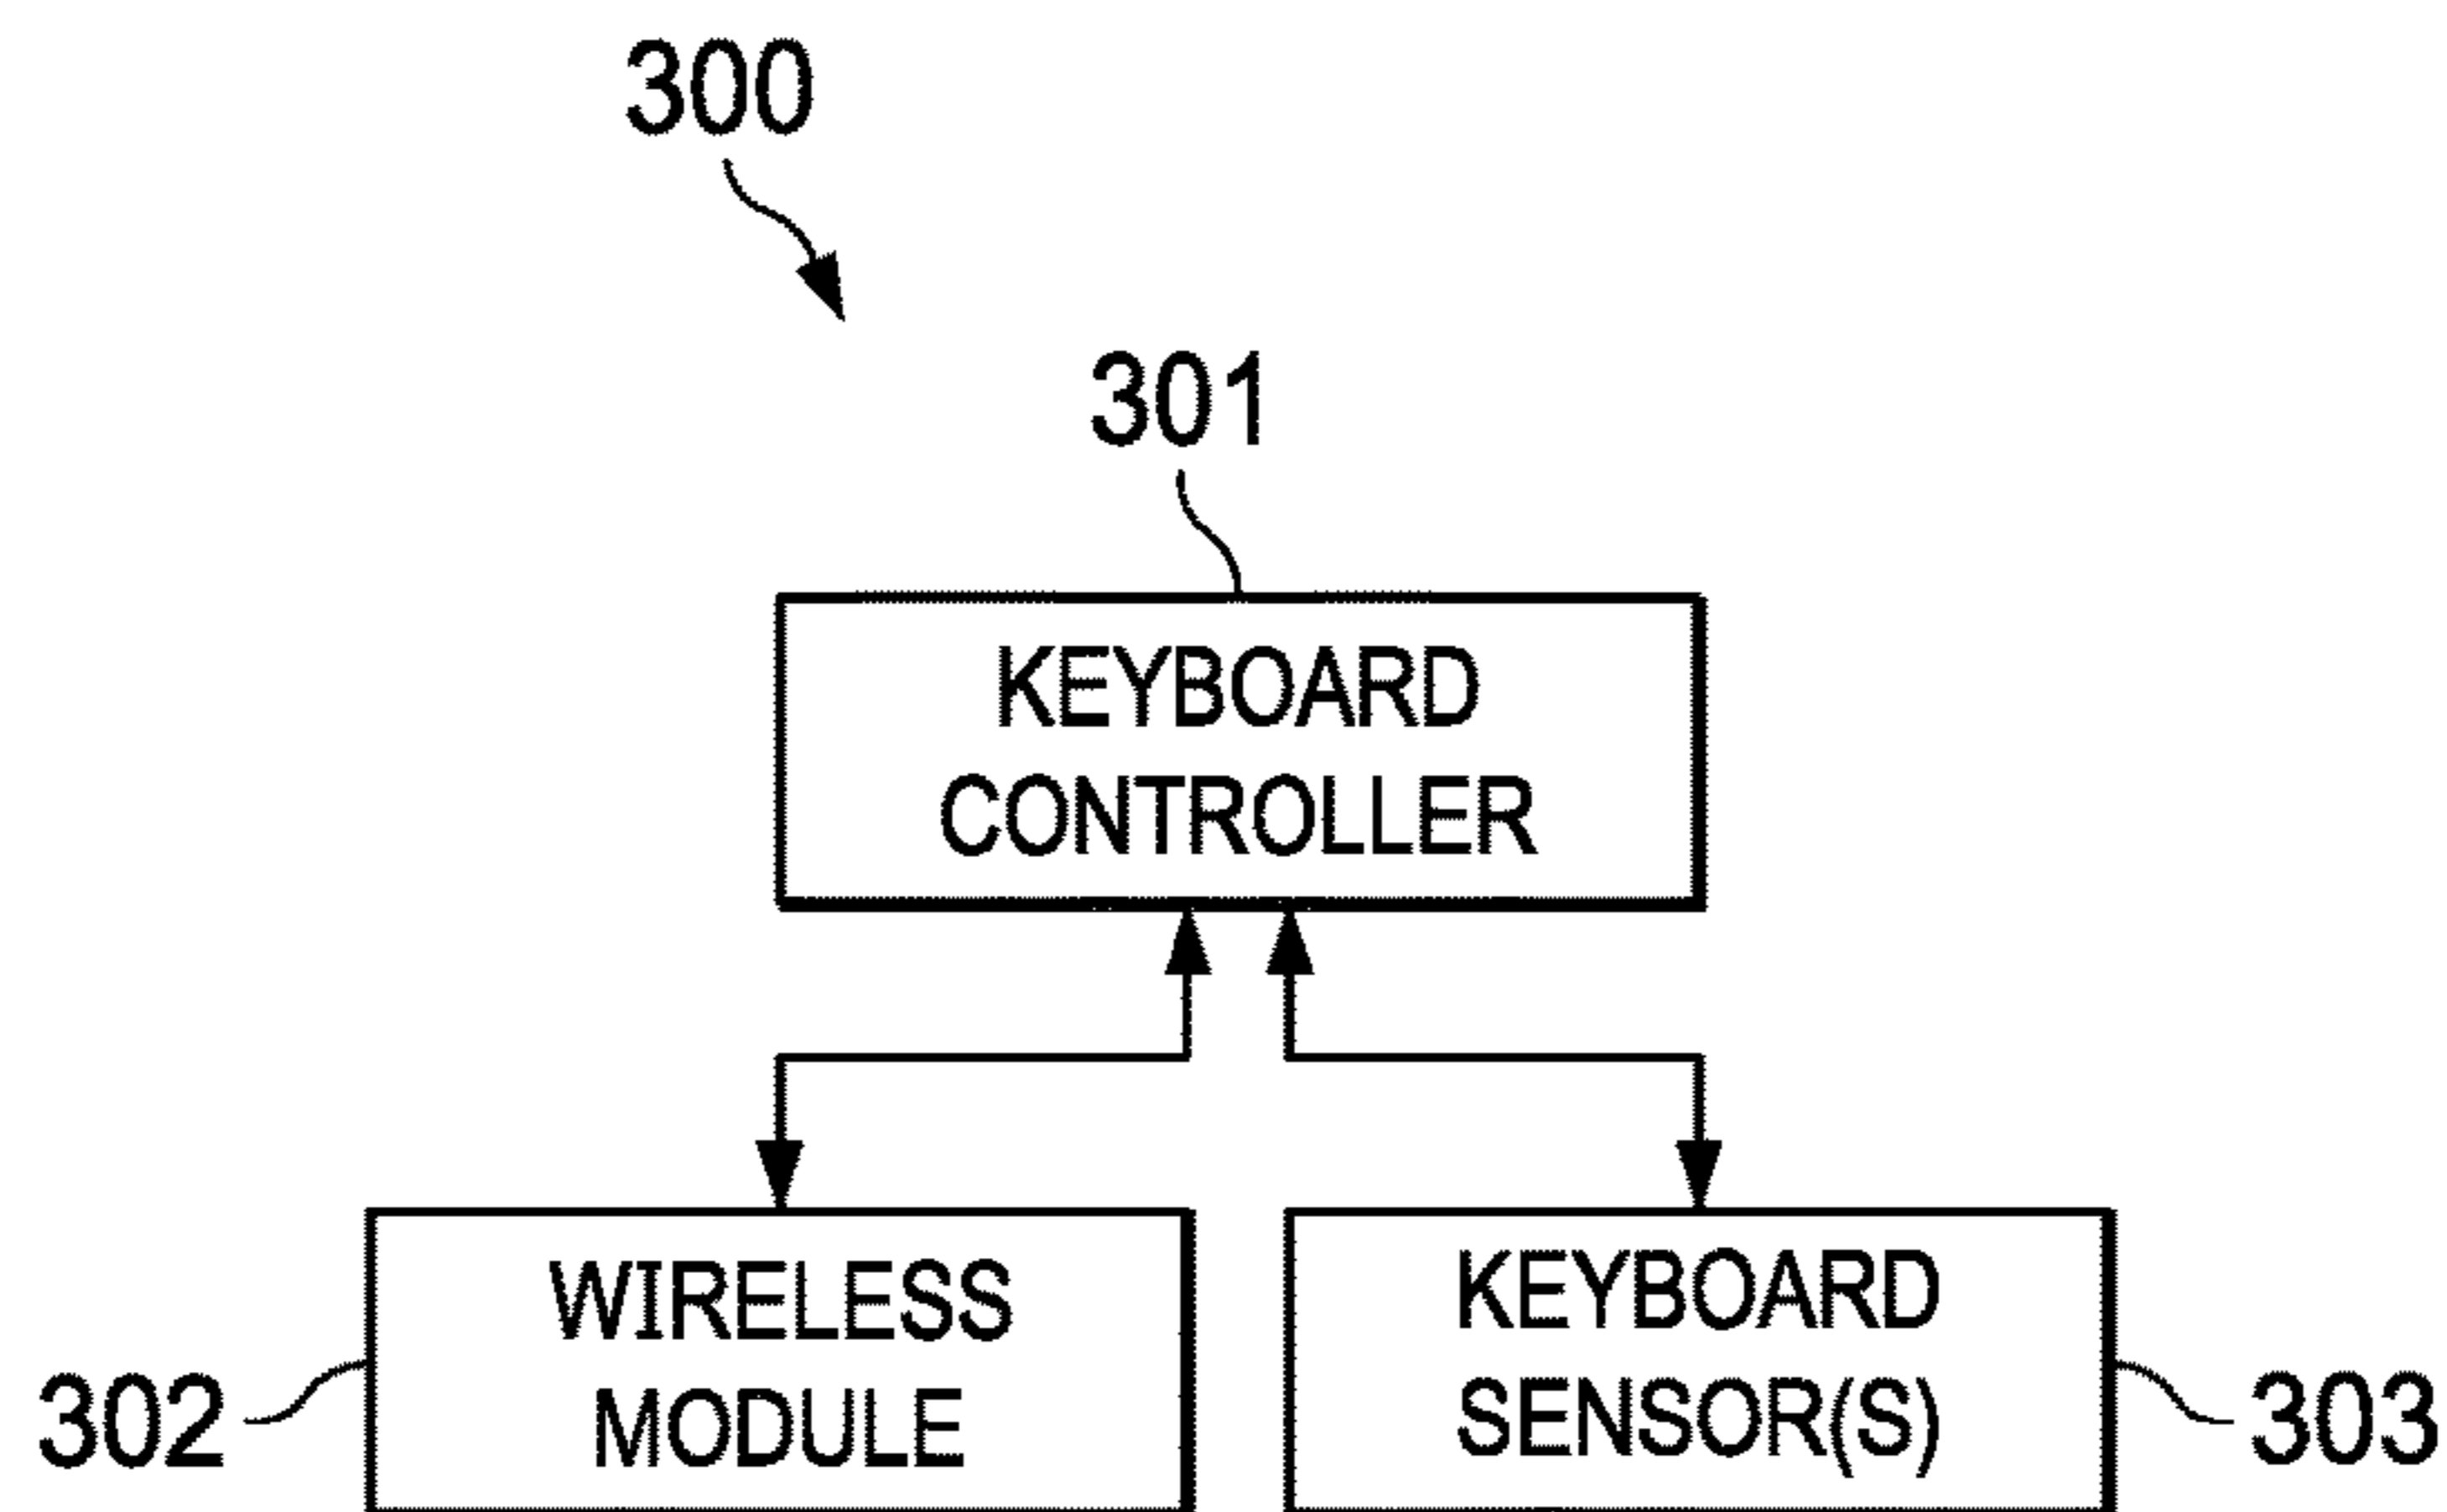 300
301
KEYBOARD
CONTROLLER
WIRELESS
MODULE
302
KEYBOARD
SENSOR(S)
303